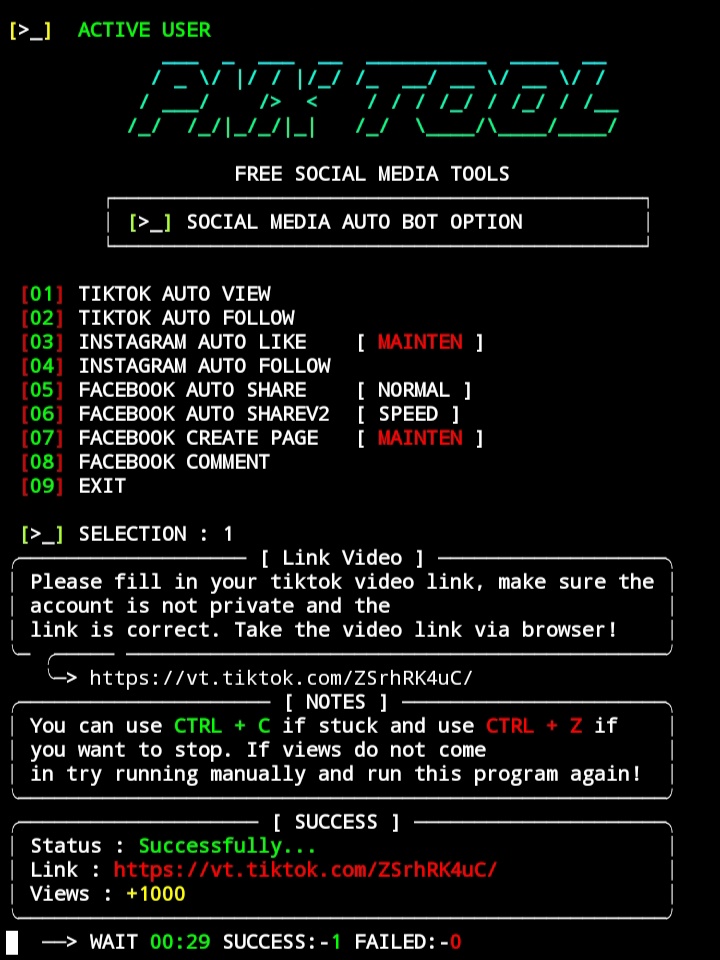 [>_] ACTIVE USER
PMX TOOL
FREE SOCIAL MEDIA TOOLS
[>_] SOCIAL MEDIA AUTO BOT OPTION
[01] TIKTOK AUTO VIEW
[02] TIKTOK AUTO FOLLOW
[03] INSTAGRAM AUTO LIKE [ MAINTEN ]
[04] INSTAGRAM AUTO FOLLOW
[05] FACEBOOK AUTO SHARE [ NORMAL ]
[06] FACEBOOK AUTO SHAREV2 [ SPEED ]
[07] FACEBOOK CREATE PAGE [ MAINTEN ]
[08] FACEBOOK COMMENT
[09] EXIT
[>_] SELECTION : 1
[ Link Video ]
Please fill in your tiktok video link, make sure the
account is not private and the
link is correct. Take the video link via browser!
─> https://vt.tiktok.com/ZSrhRK4uC/
[ NOTES ]
You can use CTRL + C if stuck and use CTRL + Z if
you want to stop. If views do not come
in try running manually and run this program again!
[ SUCCESS ]
Status : Successfully...
Link : https://vt.tiktok.com/ZSrhRK4uC/
Views : +1000
──> WAIT 00:29 SUCCESS:-1 FAILED:-0